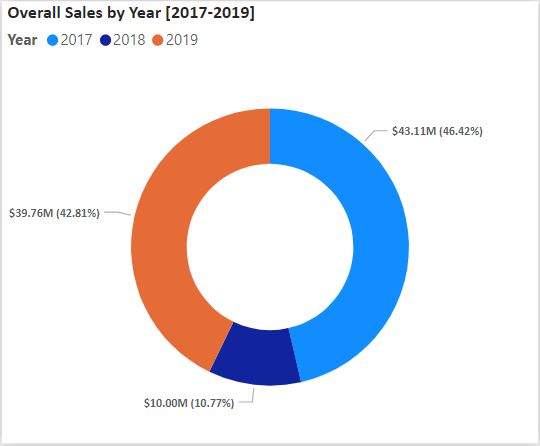 Overall Sales by Year [2017-2019]
Year 2017 2018 2019
$43.11M (46.42%)
$39.76M (42.81%)
$10.00M (10.77%)